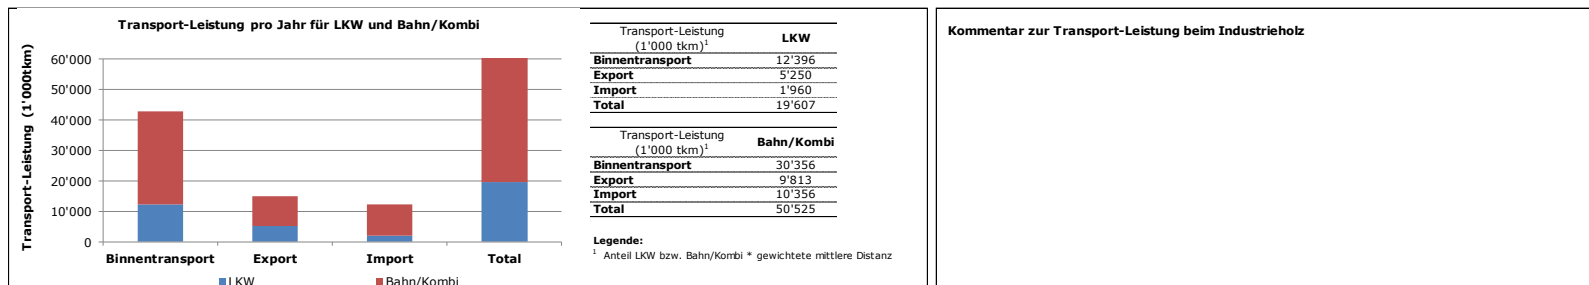 Transport-Leistung pro Jahr für LKW und Bahn/Kombi
Transport-Leistung (1'000tkm)
60'000
50'000
40'000
30'000
20'000
10'000
0
Binnentransport Export Import Total
LKW Bahn/Kombi
Transport-Leistung
(1'000 tkm)¹ LKW
Binnentransport 12'396
Export 5'250
Import 1'960
Total 19'607
Transport-Leistung
(1'000 tkm)¹ Bahn/Kombi
Binnentransport 30'356
Export 9'813
Import 10'356
Total 50'525
Legende:
¹ Anteil LKW bzw. Bahn/Kombi * gewichtete mittlere Distanz
Kommentar zur Transport-Leistung beim Industrieholz